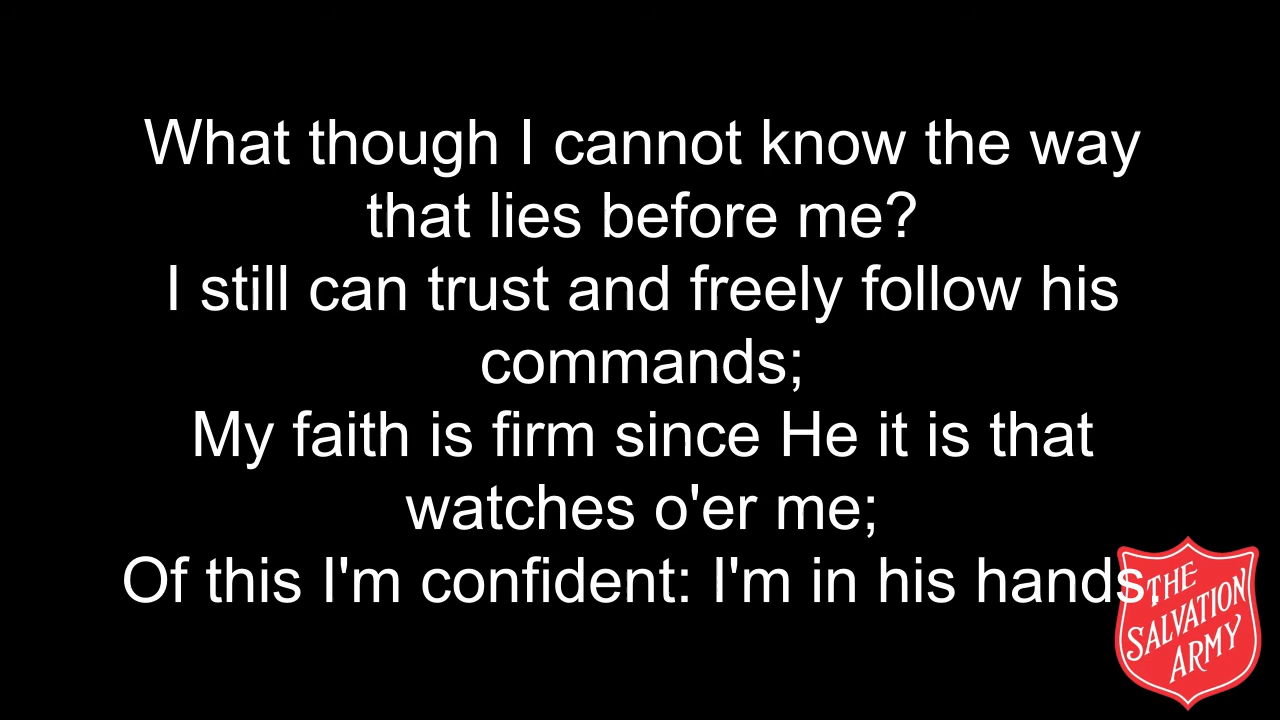 What though I cannot know the way
that lies before me?
I still can trust and freely follow his
commands;
My faith is firm since He it is that
watches o'er me;
Of this I'm confident: I'm in his hands.
THE
SALVATION
ARMY